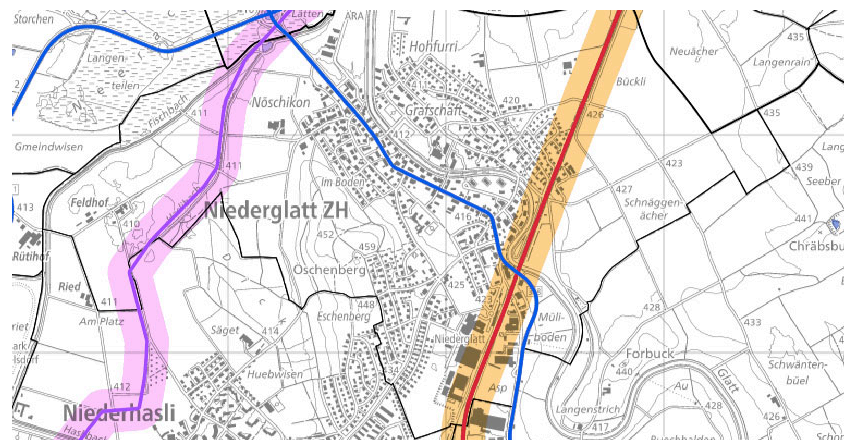 Starchen
Lätten
ARA
Hohfurri
Neuächer
435
Langen-
teilen
Langenrain
Bückli
Nöschikon
Grafschaft
420
426
435
Fischbach
411
412
Gmeindwisen
411
423
439
Im Boden
427
Seeber
Feldhof
413
410
Niederglatt ZH
416
Schnäggen-
ächer
441
Rütihof
452
459
Chräbsbu
Oschenberg
Ried
411
448
425
428
Am Platz
Eschenberg
Müli-
boden
433
Säget
414
Niederglatt
Forbuck
Huebwisen
440
Schwanten-
büel
412
Asp
Au
Glatt
Niederhasli
Langenstrich
428
426
417